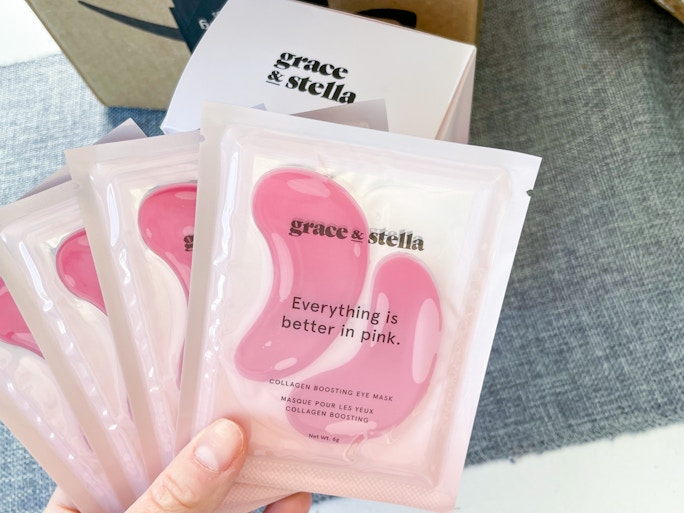 grace
& stella
grace & stella
Everything is
better in pink.
COLLAGEN BOOSTING EYE MASK
MASQUE POUR LES YEUX
COLLAGEN BOOSTING
Net Wt. 6g